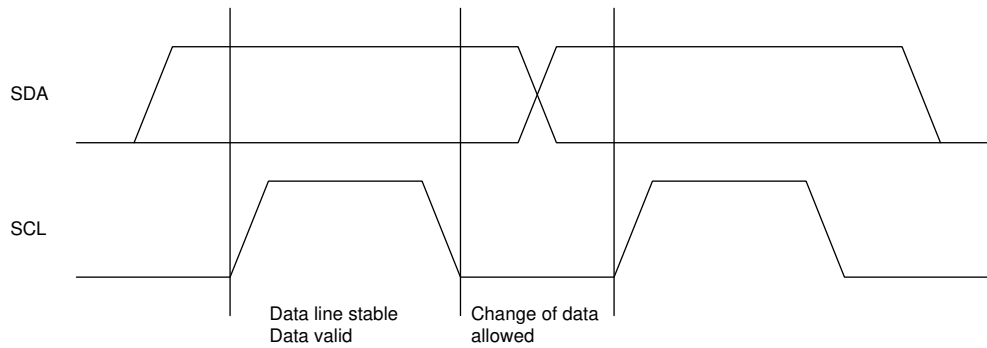 SDA
SCL
Data line stable
Data valid
Change of data
allowed